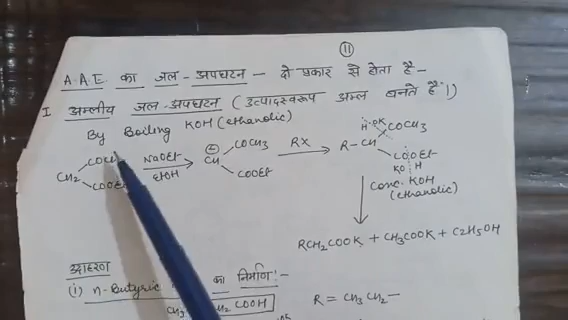 11
A.A.E. का जल-अपघटन - दो प्रकार से होता है-
I अम्लीय जल-अपघटन (उत्पादस्वरूप अम्ल बनते हैं।)
By Boiling KOH (ethanolic)
CH2 COOEt NaOEt EtOH CH (-) COCH3 COOEt RX R-CH H-OK COCH3 COOEt KO H
Conc. KOH (ethanolic)
RCH2COOK + CH3COOK + C2H5OH
उदाहरण
(i) n-Butyric का निर्माण:-
COOH R = CH3CH2-